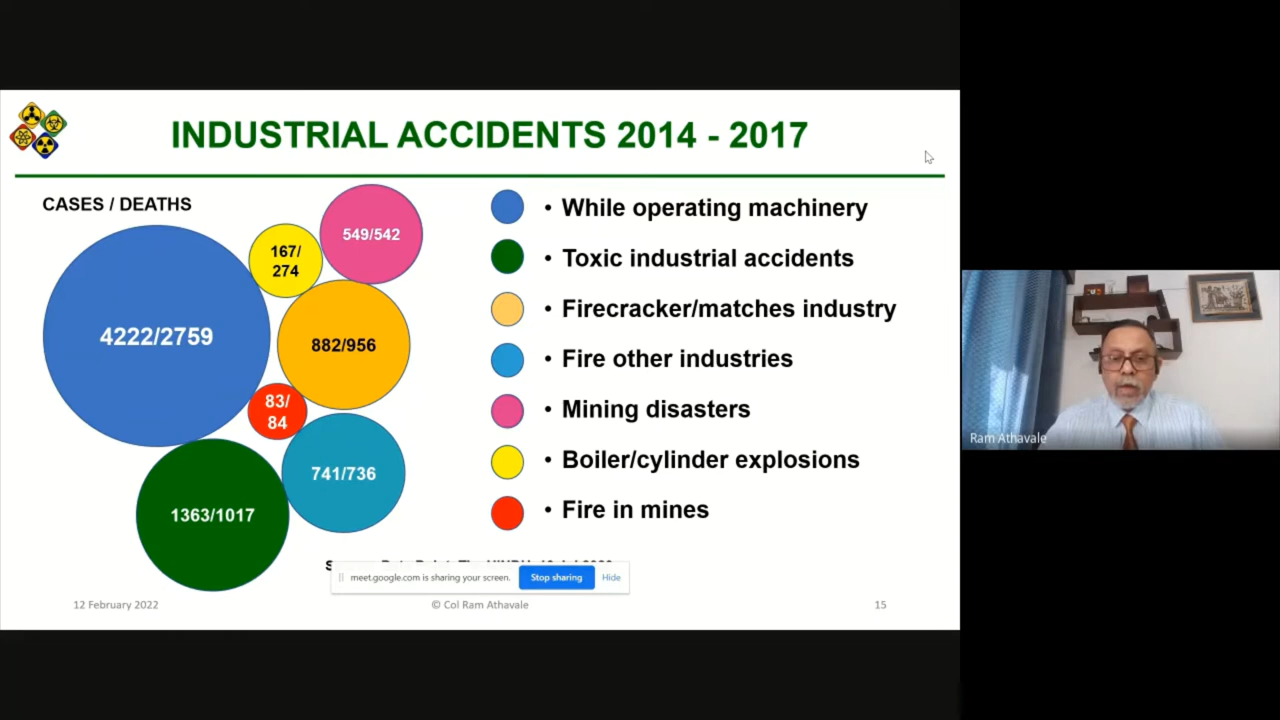 INDUSTRIAL ACCIDENTS 2014 - 2017
CASES / DEATHS
549/542
167/
274
4222/2759
882/956
83/
84
741/736
1363/1017
• While operating machinery
• Toxic industrial accidents
• Firecracker/matches industry
• Fire other industries
• Mining disasters
• Boiler/cylinder explosions
• Fire in mines
meet.google.com is sharing your screen.
Stop sharing
Hide
12 February 2022
© Col Ram Athavale
15
Ram Athavale